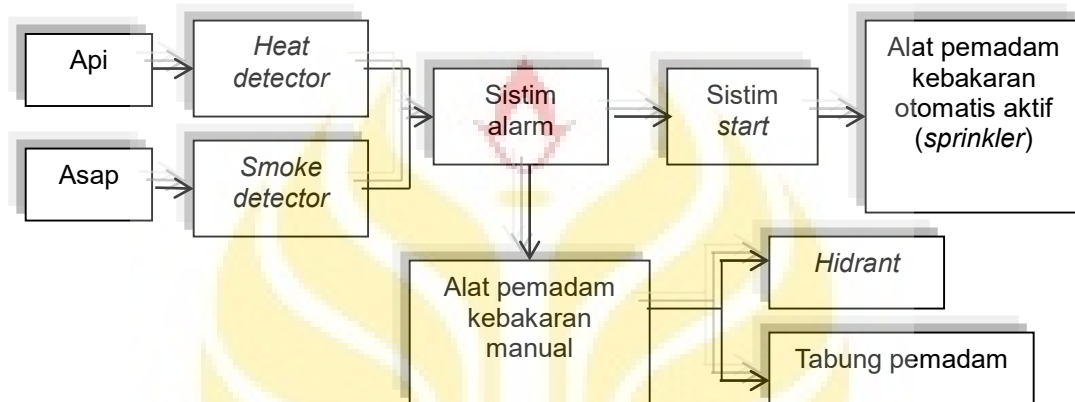 Api
Heat
detector
Asap
Smoke
detector
Sistim
alarm
Sistim
start
Alat pemadam
kebakaran
otomatis aktif
(sprinkler)
Alat pemadam
kebakaran
manual
Hidrant
Tabung pemadam